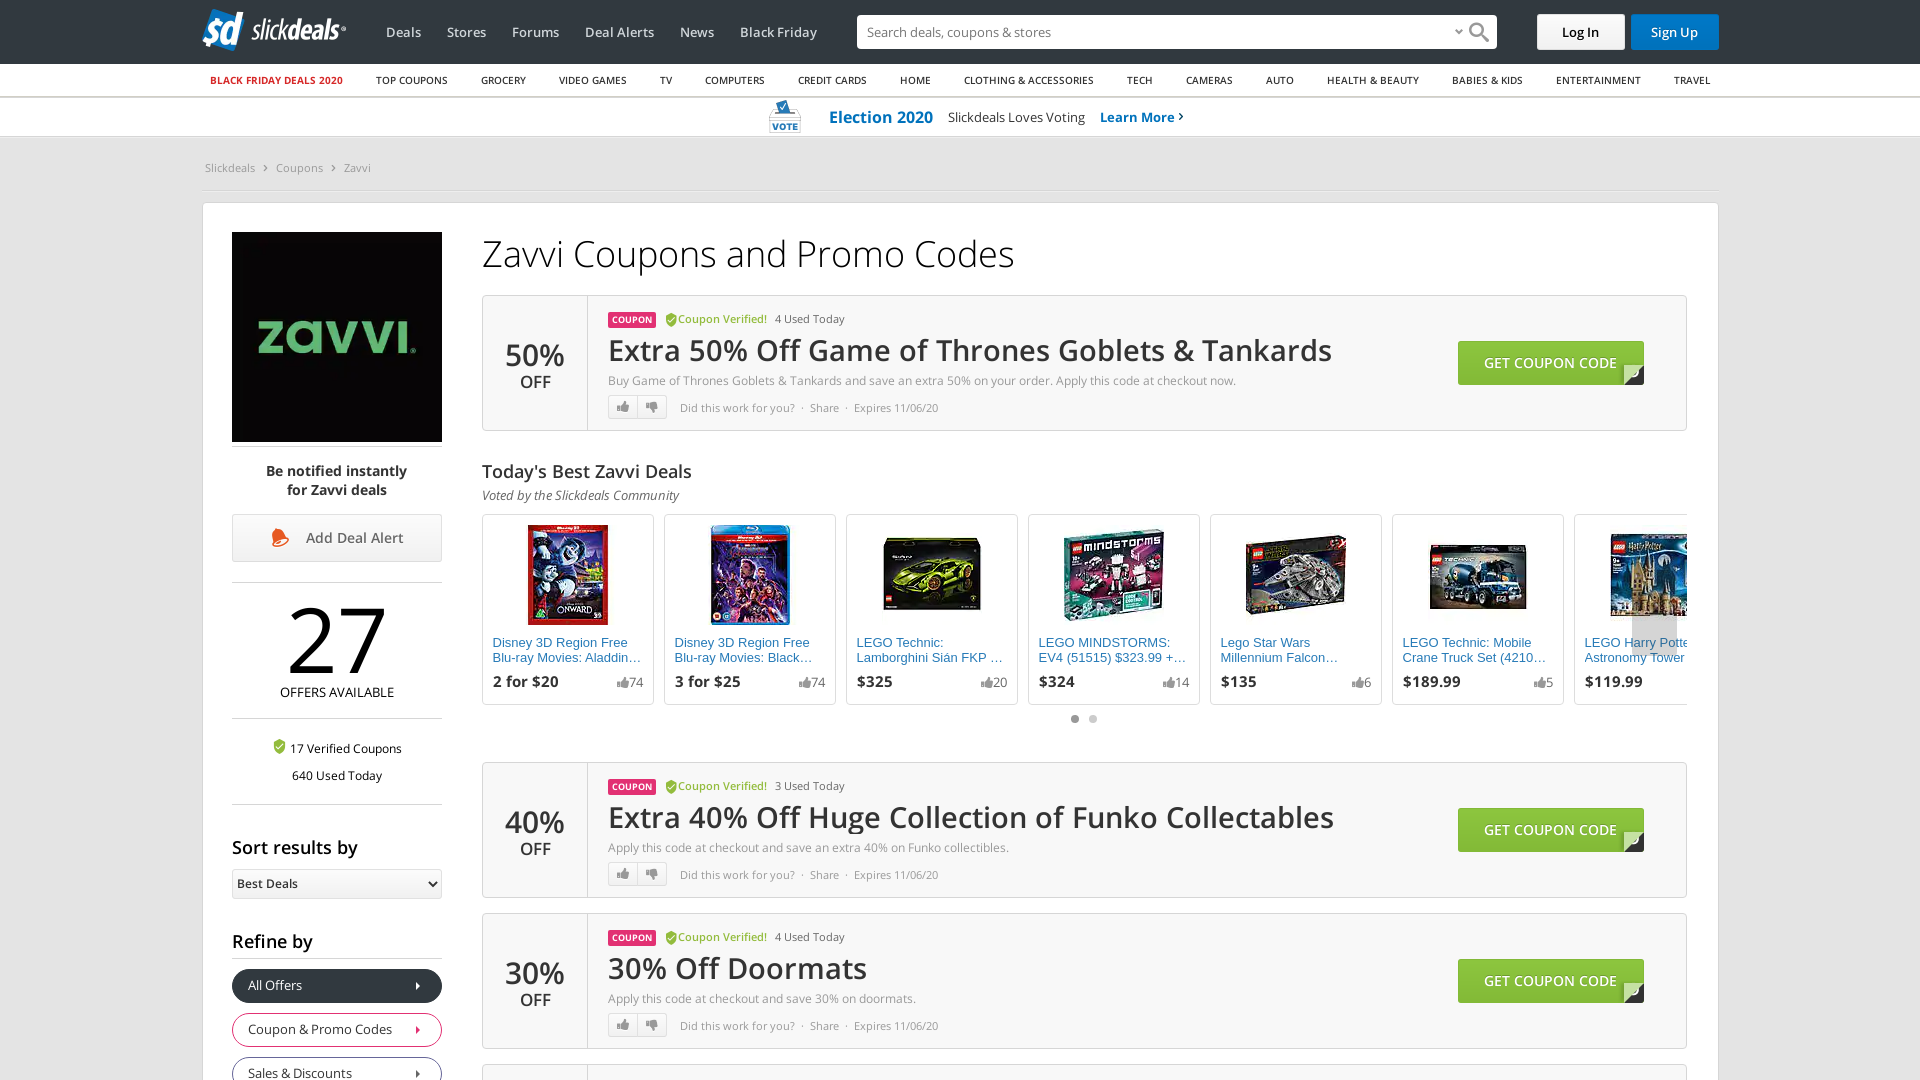 sd slickdeals
Deals
Stores
Forums
Deal Alerts
News
Black Friday
Search deals, coupons & stores
Log In
Sign Up
BLACK FRIDAY DEALS 2020
TOP COUPONS
GROCERY
VIDEO GAMES
TV
COMPUTERS
CREDIT CARDS
HOME
CLOTHING & ACCESSORIES
TECH
CAMERAS
AUTO
HEALTH & BEAUTY
BABIES & KIDS
ENTERTAINMENT
TRAVEL
VOTE
Election 2020
Slickdeals Loves Voting
Learn More
Slickdeals
Coupons
Zavvi
zavvi
Be notified instantly
for Zavvi deals
Add Deal Alert
27
OFFERS AVAILABLE
17 Verified Coupons
640 Used Today
Sort results by
Best Deals
Refine by
All Offers
Coupon & Promo Codes
Sales & Discounts
Zavvi Coupons and Promo Codes
50%
OFF
COUPON
Coupon Verified!
4 Used Today
Extra 50% Off Game of Thrones Goblets & Tankards
Buy Game of Thrones Goblets & Tankards and save an extra 50% on your order. Apply this code at checkout now.
Did this work for you? · Share · Expires 11/06/20
GET COUPON CODE
Today's Best Zavvi Deals
Voted by the Slickdeals Community
ONWARD
Disney 3D Region Free
Blu-ray Movies: Aladdin…
2 for $20
74
Disney 3D Region Free
Blu-ray Movies: Black…
3 for $25
74
LEGO Technic:
Lamborghini Sián FKP …
$325
20
mindstorms
LEGO MINDSTORMS:
EV4 (51515) $323.99 +…
$324
14
Lego Star Wars
Millennium Falcon…
$135
6
TECHNIC
LEGO Technic: Mobile
Crane Truck Set (4210…
$189.99
5
Harry Potter
LEGO Harry Potte
Astronomy Tower
$119.99
40%
OFF
COUPON
Coupon Verified!
3 Used Today
Extra 40% Off Huge Collection of Funko Collectables
Apply this code at checkout and save an extra 40% on Funko collectibles.
Did this work for you? · Share · Expires 11/06/20
GET COUPON CODE
30%
OFF
COUPON
Coupon Verified!
4 Used Today
30% Off Doormats
Apply this code at checkout and save 30% on doormats.
Did this work for you? · Share · Expires 11/06/20
GET COUPON CODE